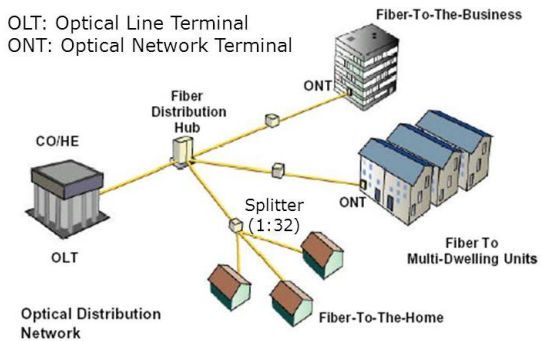 OLT: Optical Line Terminal
ONT: Optical Network Terminal
Fiber-To-The-Business
ONT
Fiber
Distribution
Hub
CO/HE
OLT
ONT
Splitter
(1:32)
Fiber To
Multi-Dwelling Units
Optical Distribution
Network
Fiber-To-The-Home